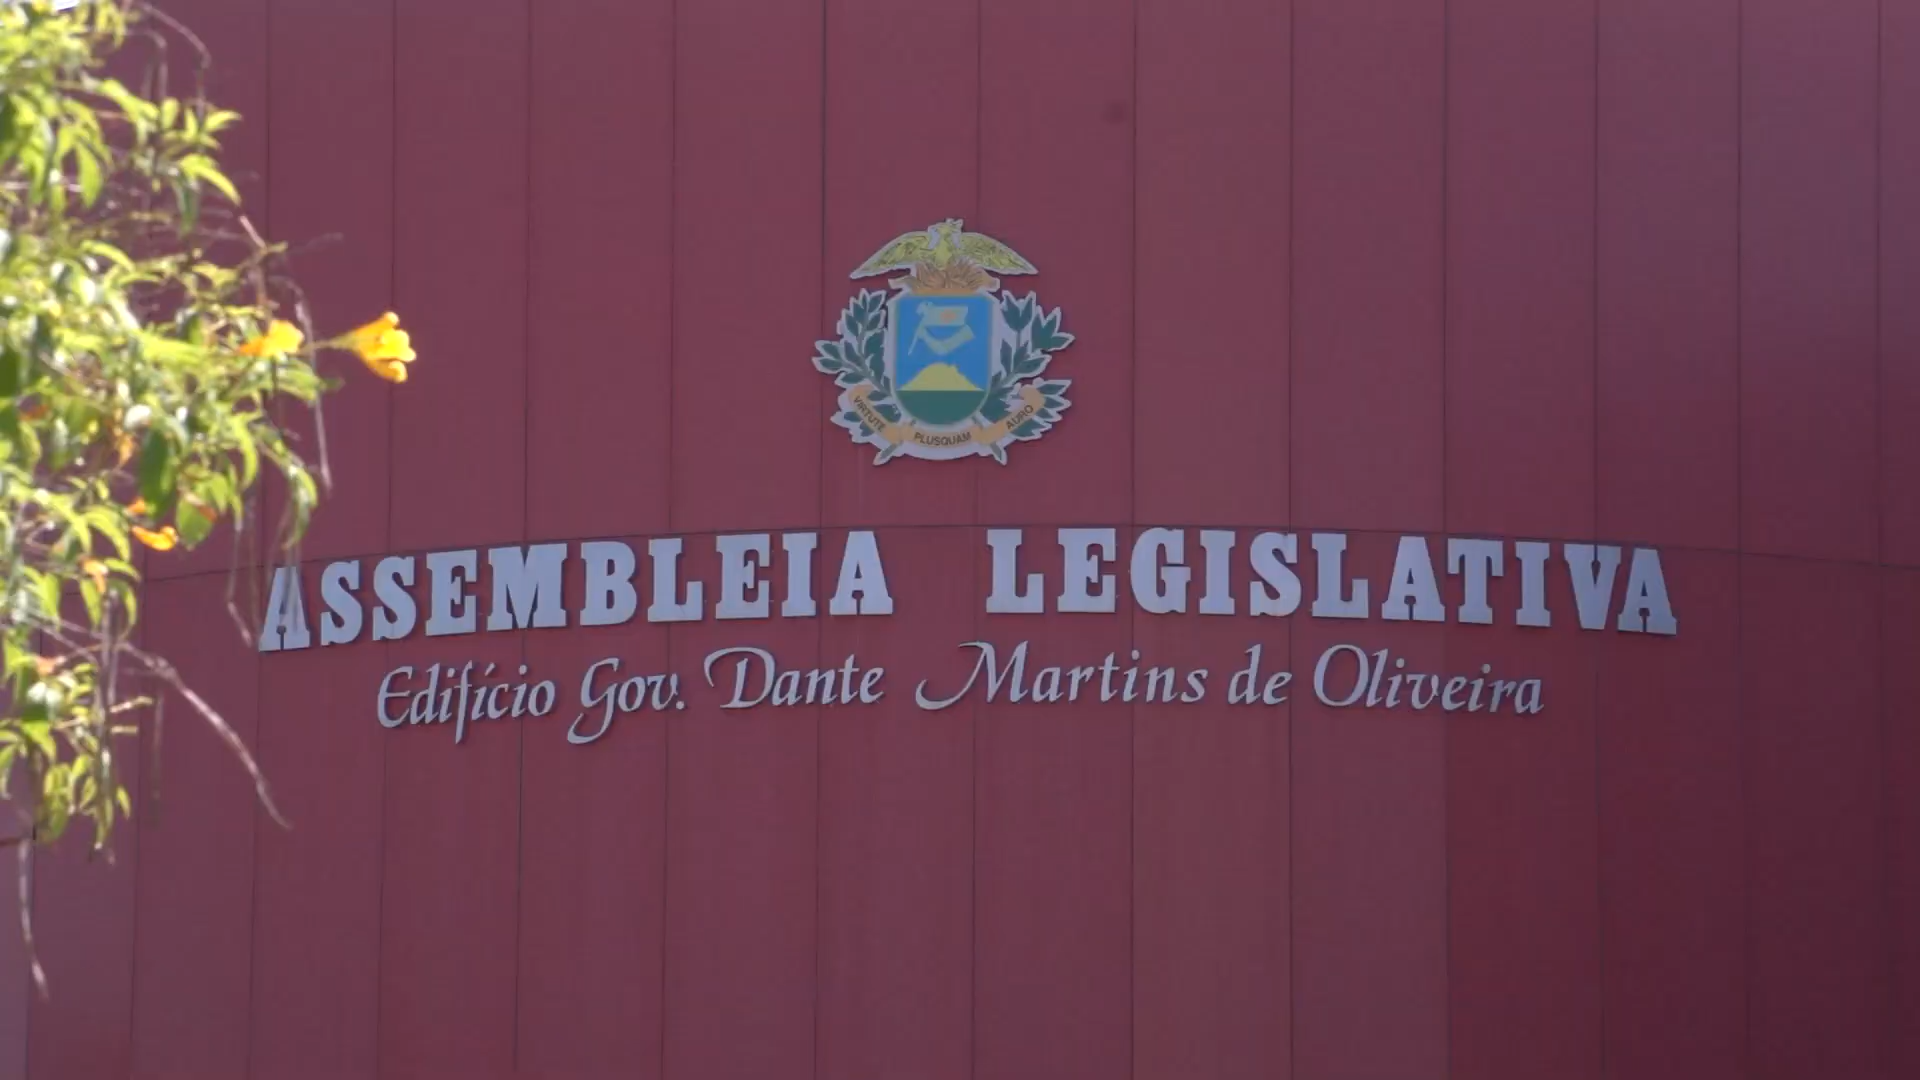 VIRTUTE PLUSQUAM AURO
ASSEMBLEIA LEGISLATIVA
Edifício Gov. Dante Martins de Oliveira